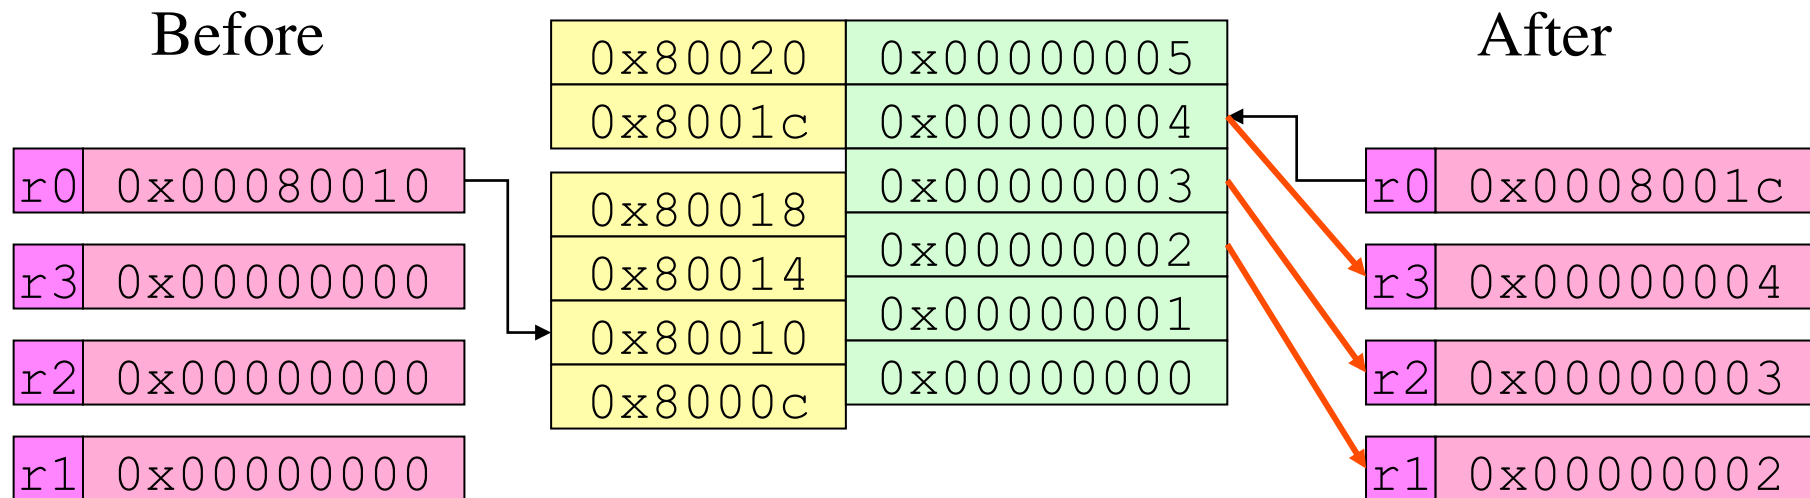 Before
After
0x80020 0x00000005
0x8001c 0x00000004
r0 0x00080010
0x80018 0x00000003
r0 0x0008001c
r3 0x00000000
0x80014 0x00000002
r3 0x00000004
0x80010 0x00000001
r2 0x00000000
0x8000c 0x00000000
r2 0x00000003
r1 0x00000000
r1 0x00000002